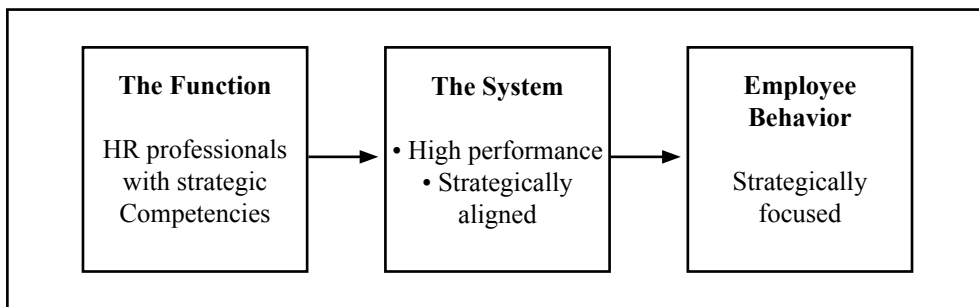 The Function
HR professionals
with strategic
Competencies
The System
• High performance
• Strategically
aligned
Employee
Behavior
Strategically
focused